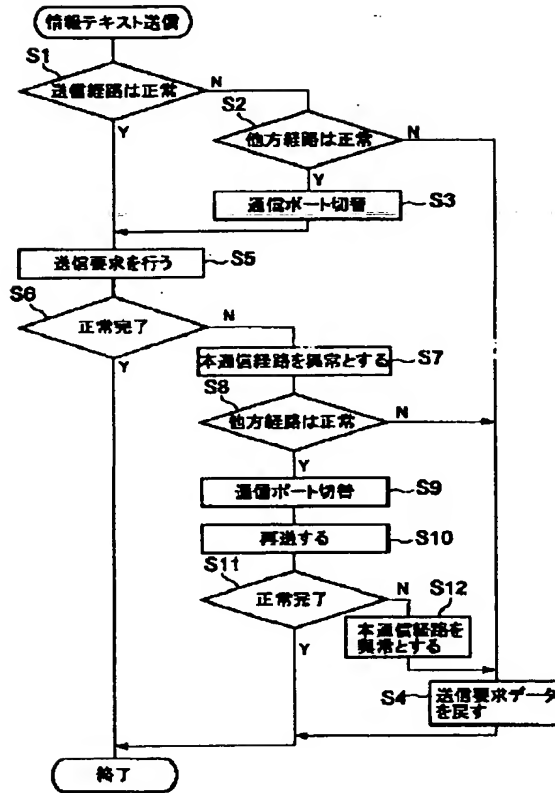 情報テキスト送信
S1
送信経路は正常
N
Y
S2
他方経路は正常
N
Y
通信ポート切替
S3
送信要求を行う
S5
S6
正常完了
N
Y
本通信経路を異常とする
S7
S8
他方経路は正常
N
Y
通信ポート切替
S9
再送する
S10
S11
正常完了
N
Y
S12
本通信経路を
異常とする
S4
送信要求データ
を戻す
終了